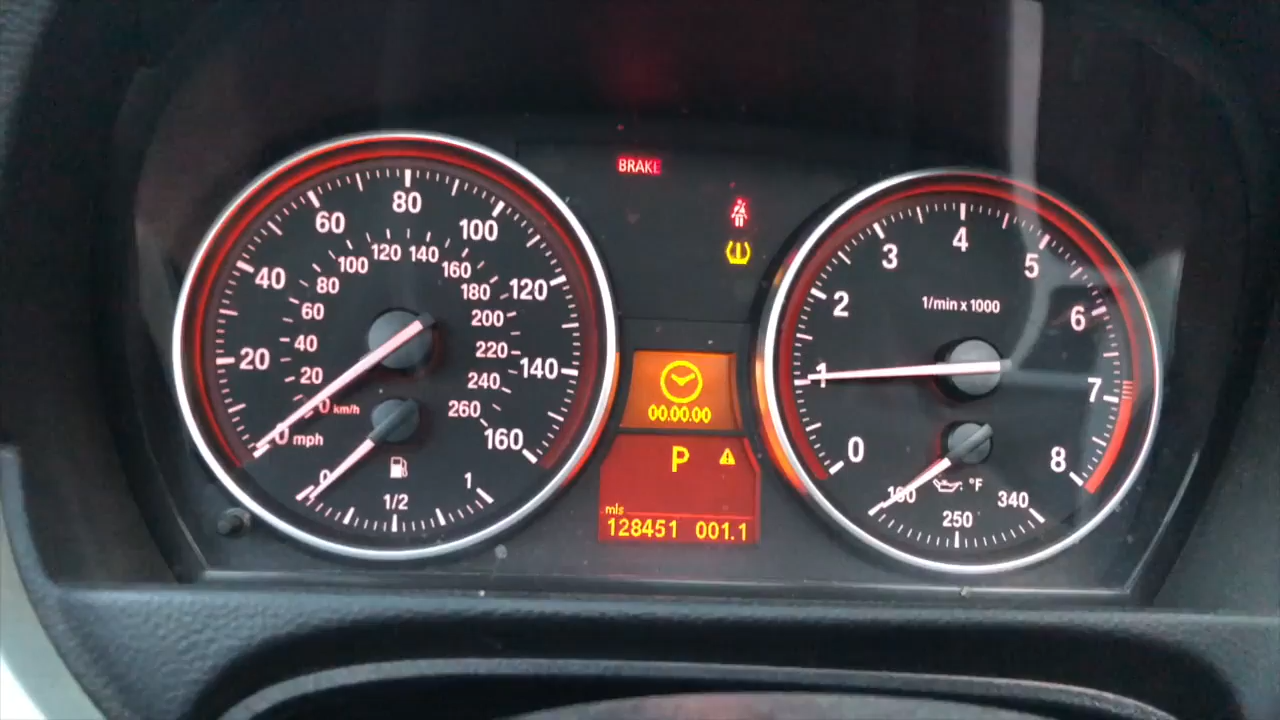 BRAKE
20 40 60 80 100 120 140 160
20 40 60 80 100 120 140 160 180 200 220 240 260
0 km/h
0 mph
0 1/2 1
00.00.00
P
mls
128451 001.1
0 1 2 3 4 5 6 7 8
1/min x 1000
:°F
160 250 340